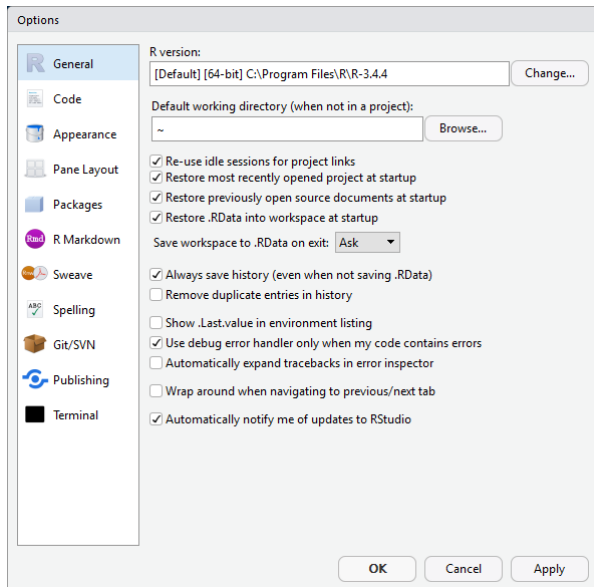 Options
General
Code
Appearance
Pane Layout
Packages
Rmd R Markdown
Sweave
ABC Spelling
Git/SVN
Publishing
Terminal
R version:
[Default] [64-bit] C:\Program Files\R\R-3.4.4 Change...
Default working directory (when not in a project):
~ Browse...
Re-use idle sessions for project links
Restore most recently opened project at startup
Restore previously open source documents at startup
Restore .RData into workspace at startup
Save workspace to .RData on exit: Ask
Always save history (even when not saving .RData)
Remove duplicate entries in history
Show .Last.value in environment listing
Use debug error handler only when my code contains errors
Automatically expand tracebacks in error inspector
Wrap around when navigating to previous/next tab
Automatically notify me of updates to RStudio
OK Cancel Apply